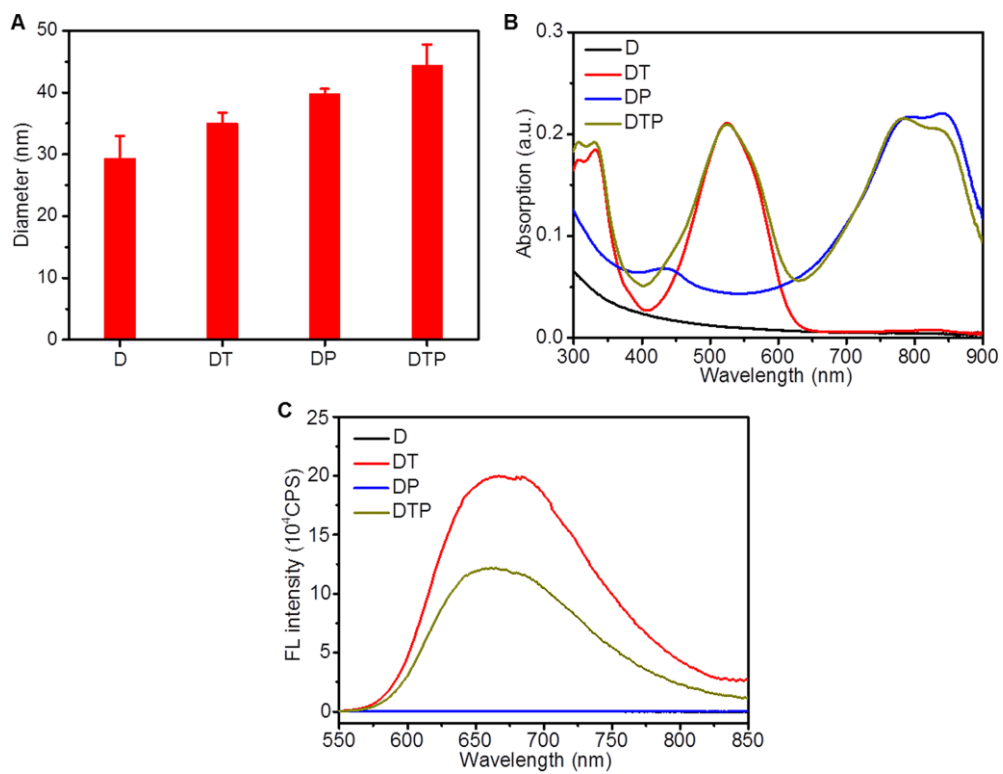 A
Diameter (nm)
50
40
30
20
10
0
D DT DP DTP
B
Absorption (a.u.)
0.3
0.2
0.1
0.0
D
DT
DP
DTP
300 400 500 600 700 800 900
Wavelength (nm)
C
FL intensity (10⁴CPS)
25
20
15
10
5
0
D
DT
DP
DTP
550 600 650 700 750 800 850
Wavelength (nm)